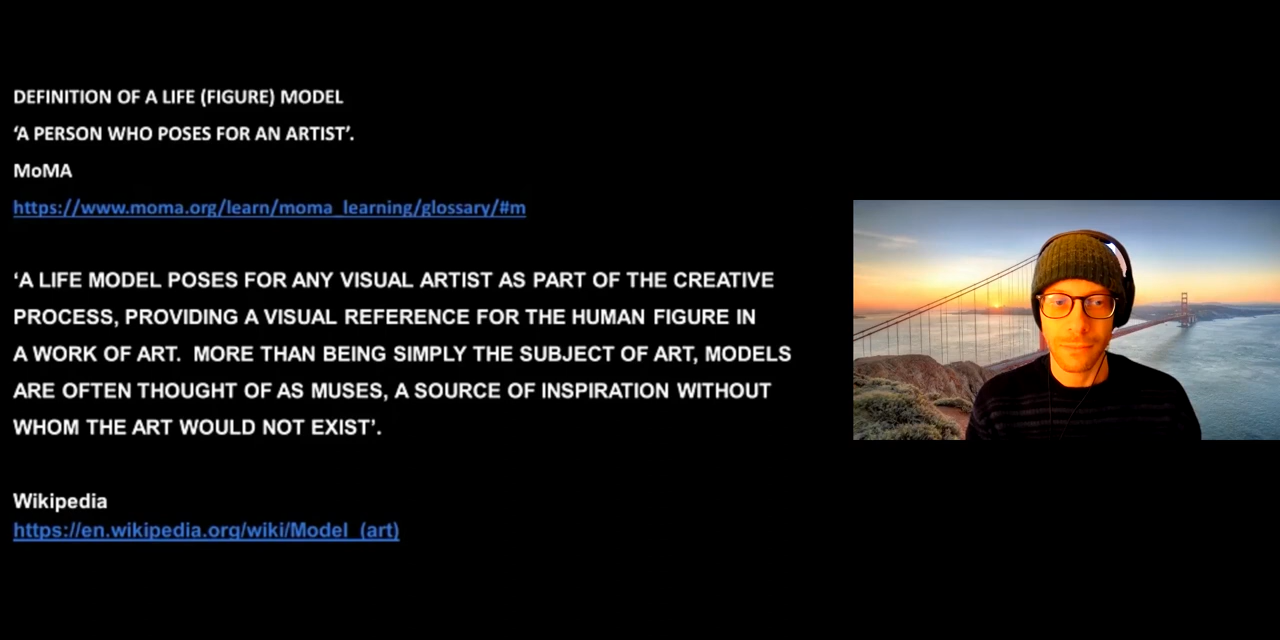 DEFINITION OF A LIFE (FIGURE) MODEL
‘A PERSON WHO POSES FOR AN ARTIST’.
MoMA
https://www.moma.org/learn/moma_learning/glossary/#m
‘A LIFE MODEL POSES FOR ANY VISUAL ARTIST AS PART OF THE CREATIVE
PROCESS, PROVIDING A VISUAL REFERENCE FOR THE HUMAN FIGURE IN
A WORK OF ART.  MORE THAN BEING SIMPLY THE SUBJECT OF ART, MODELS
ARE OFTEN THOUGHT OF AS MUSES, A SOURCE OF INSPIRATION WITHOUT
WHOM THE ART WOULD NOT EXIST’.
Wikipedia
https://en.wikipedia.org/wiki/Model_(art)